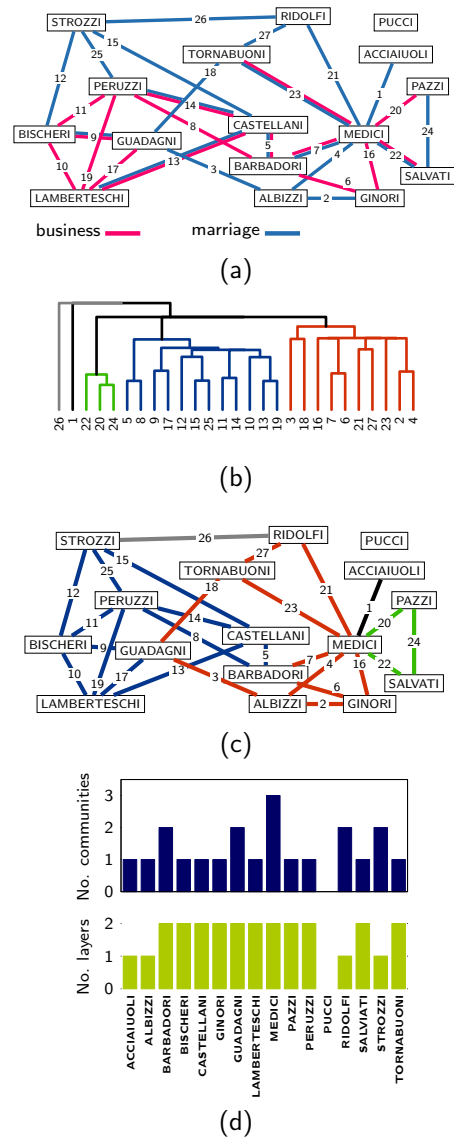 STROZZI
26
RIDOLFI
PUCCI
15
27
TORNABUONI
ACCIAIUOLI
25
18
12
21
PERUZZI
23
1
PAZZI
20
11
14
8
CASTELLANI
MEDICI
24
BISCHERI
9
GUADAGNI
5
7
22
10
17
13
BARBADORI
4
16
SALVATI
19
3
6
LAMBERTESCHI
ALBIZZI
2
GINORI
business
marriage
(a)
26 1 22 20 24 5 8 9 17 12 15 25 11 14 10 13 19 3 18 16 7 6 21 27 23 2 4
(b)
STROZZI
26
RIDOLFI
PUCCI
15
27
TORNABUONI
ACCIAIUOLI
25
18
12
21
PERUZZI
23
1
PAZZI
20
11
14
8
CASTELLANI
MEDICI
24
BISCHERI
9
GUADAGNI
5
7
22
10
17
13
BARBADORI
4
16
SALVATI
19
3
6
LAMBERTESCHI
ALBIZZI
2
GINORI
(c)
No. communities
3
2
1
0
No. layers
2
1
0
ACCIAIUOLI
ALBIZZI
BARBADORI
BISCHERI
CASTELLANI
GINORI
GUADAGNI
LAMBERTESCHI
MEDICI
PAZZI
PERUZZI
PUCCI
RIDOLFI
SALVIATI
STROZZI
TORNABUONI
(d)